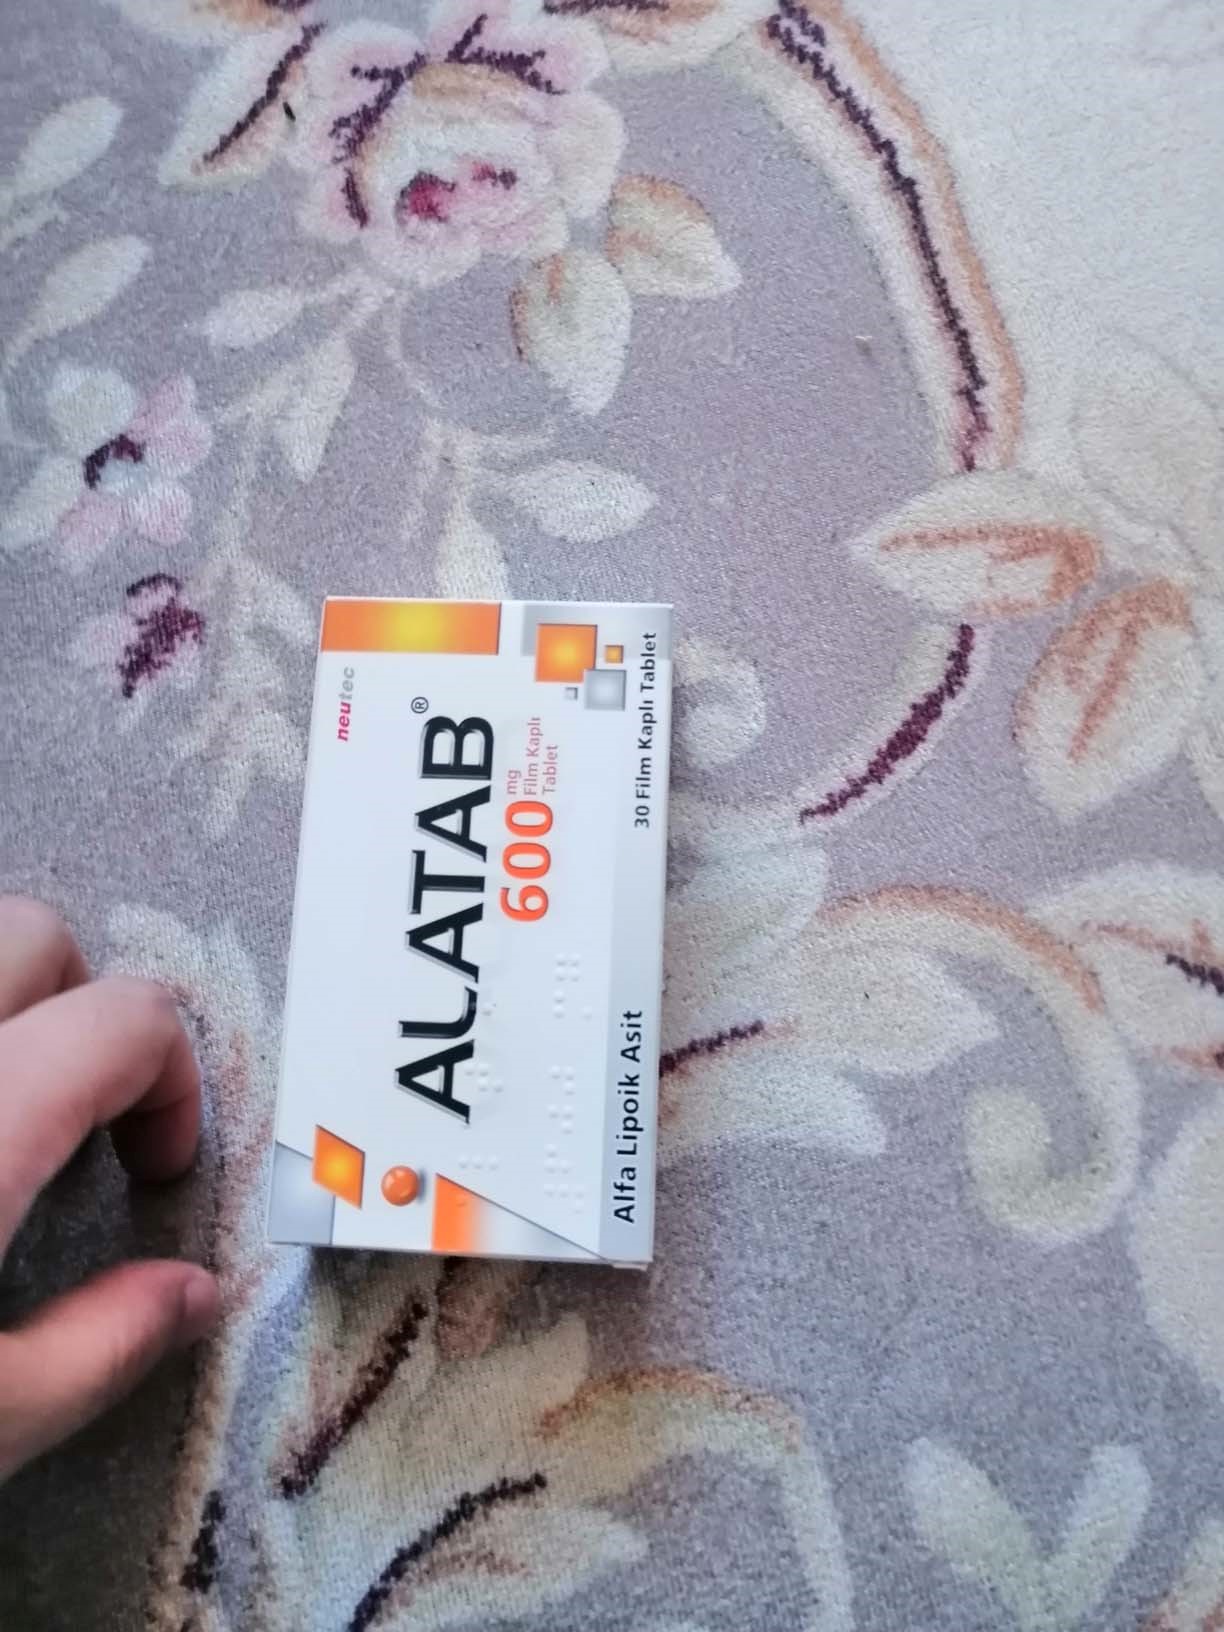 neutec
ALATAB®
600 mg
Film Kaplı
Tablet
Alfa Lipoik Asit
30 Film Kaplı Tablet